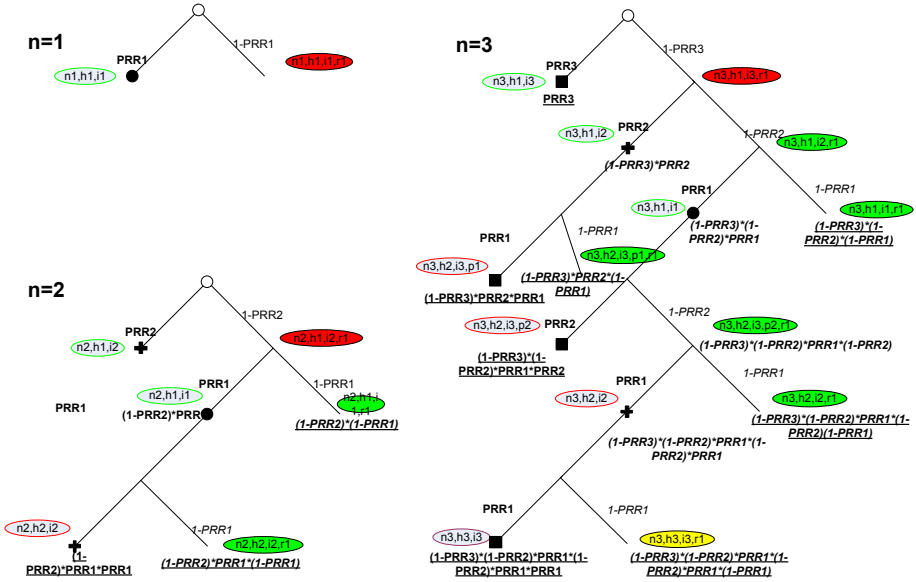 n=1
1-PRR1
PRR1
n1,h1,i1
n1,h1,i1,r1
n=2
1-PRR2
PRR2
n2,h1,i2
n2,h1,i2,r1
PRR1
1-PRR1
n2,h1,i1
n2,h1,i
1,r1
PRR1
(1-PRR2)*PRR
(1-PRR2)*(1-PRR1)
n2,h2,i2
1-PRR1
n2,h2,i2,r1
(1-
PRR2)*PRR1*PRR1
(1-PRR2)*PRR1*(1-PRR1)
n=3
1-PRR3
PRR3
n3,h1,i3
n3,h1,i3,r1
PRR3
n3,h1,i2
PRR2
1-PRR2
n3,h1,i2,r1
(1-PRR3)*PRR2
PRR1
1-PRR1
n3,h1,i1
n3,h1,i1,r1
(1-PRR3)*(1-
PRR2)*PRR1
(1-PRR3)*(1-
PRR2)*(1-PRR1)
PRR1
1-PRR1
n3,h2,i3,p1
n3,h2,i3,p1,r1
(1-PRR3)*PRR2*PRR1
(1-PRR3)*PRR2*(1-
PRR1)
n3,h2,i3,p2
PRR2
1-PRR2
n3,h2,i3,p2,r1
(1-PRR3)*(1-
PRR2)*PRR1*PRR2
(1-PRR3)*(1-PRR2)*PRR1*(1-PRR2)
PRR1
1-PRR1
n3,h2,i2
n3,h2,i2,r1
(1-PRR3)*(1-PRR2)*PRR1*(1-
PRR2)*PRR1
(1-PRR3)*(1-PRR2)*PRR1*(1-
PRR2)(1-PRR1)
PRR1
1-PRR1
n3,h3,i3
n3,h3,i3,r1
(1-PRR3)*(1-PRR2)*PRR1*(1-
PRR2)*PRR1*PRR1
(1-PRR3)*(1-PRR2)*PRR1*(1-
PRR2)*PRR1*(1-PRR1)